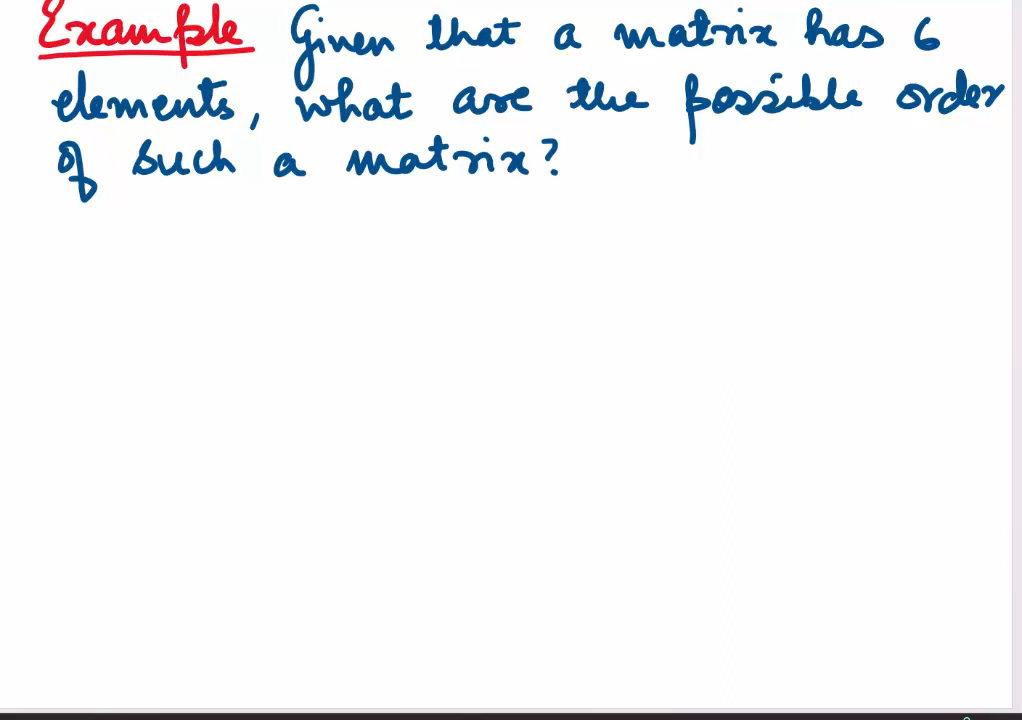 Example Given that a matrix has 6
elements, what are the possible order
of such a matrix?